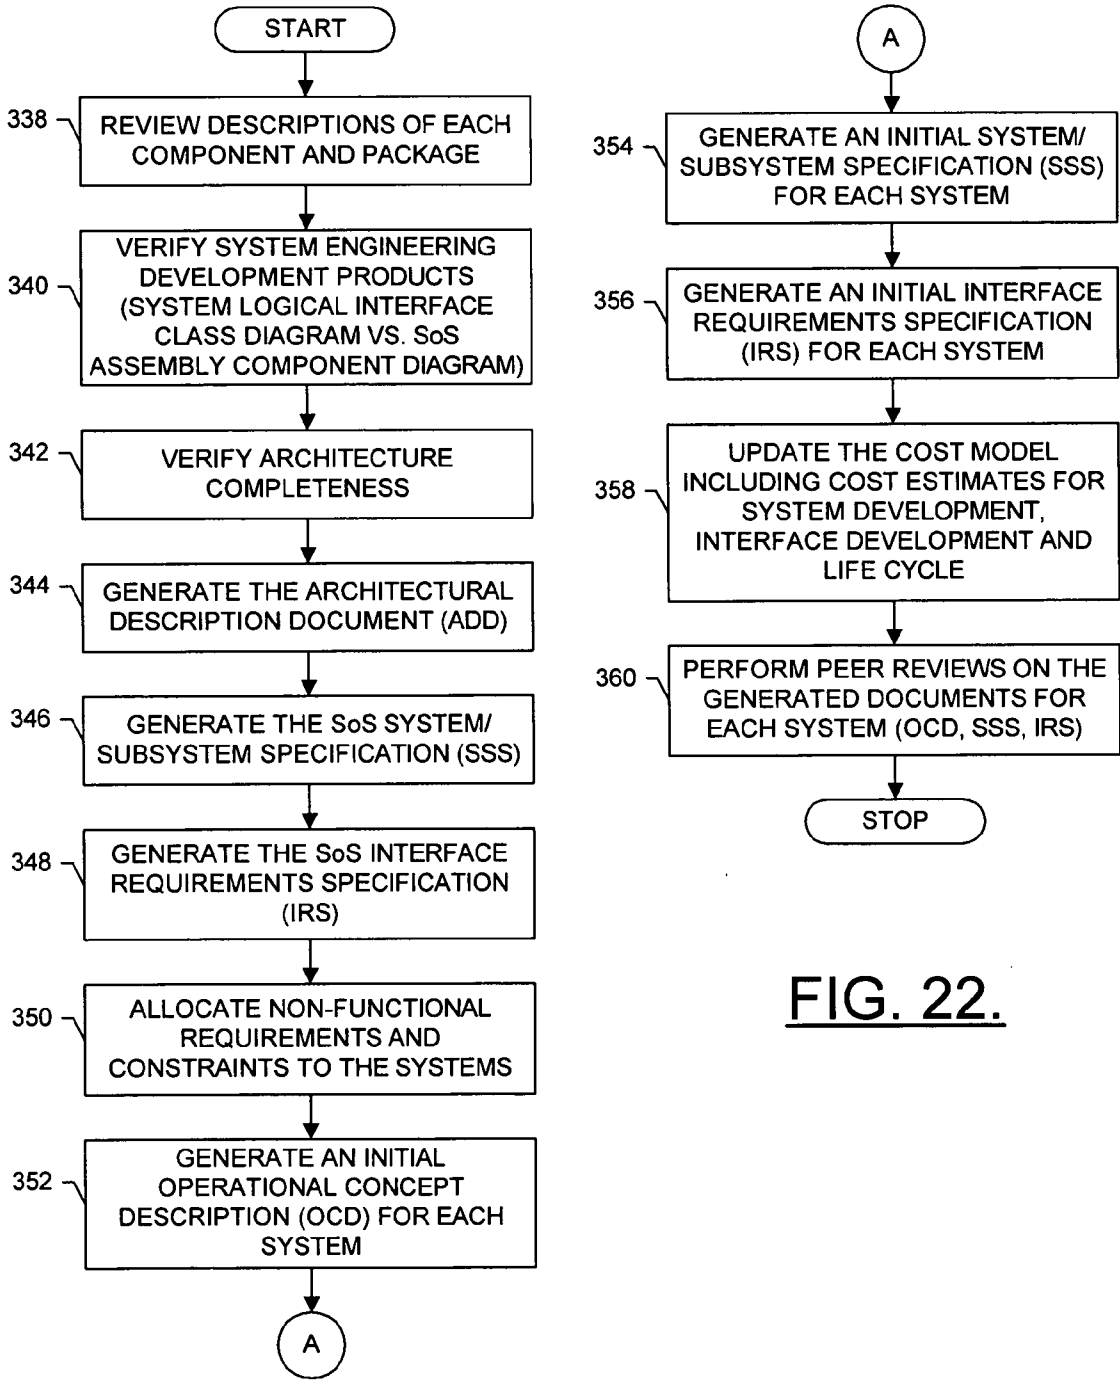 START
338
REVIEW DESCRIPTIONS OF EACH
COMPONENT AND PACKAGE
340
VERIFY SYSTEM ENGINEERING
DEVELOPMENT PRODUCTS
(SYSTEM LOGICAL INTERFACE
CLASS DIAGRAM VS. SoS
ASSEMBLY COMPONENT DIAGRAM)
342
VERIFY ARCHITECTURE
COMPLETENESS
344
GENERATE THE ARCHITECTURAL
DESCRIPTION DOCUMENT (ADD)
346
GENERATE THE SoS SYSTEM/
SUBSYSTEM SPECIFICATION (SSS)
348
GENERATE THE SoS INTERFACE
REQUIREMENTS SPECIFICATION
(IRS)
350
ALLOCATE NON-FUNCTIONAL
REQUIREMENTS AND
CONSTRAINTS TO THE SYSTEMS
352
GENERATE AN INITIAL
OPERATIONAL CONCEPT
DESCRIPTION (OCD) FOR EACH
SYSTEM
A
A
354
GENERATE AN INITIAL SYSTEM/
SUBSYSTEM SPECIFICATION (SSS)
FOR EACH SYSTEM
356
GENERATE AN INITIAL INTERFACE
REQUIREMENTS SPECIFICATION
(IRS) FOR EACH SYSTEM
358
UPDATE THE COST MODEL
INCLUDING COST ESTIMATES FOR
SYSTEM DEVELOPMENT,
INTERFACE DEVELOPMENT AND
LIFE CYCLE
360
PERFORM PEER REVIEWS ON THE
GENERATED DOCUMENTS FOR
EACH SYSTEM (OCD, SSS, IRS)
STOP
FIG. 22.